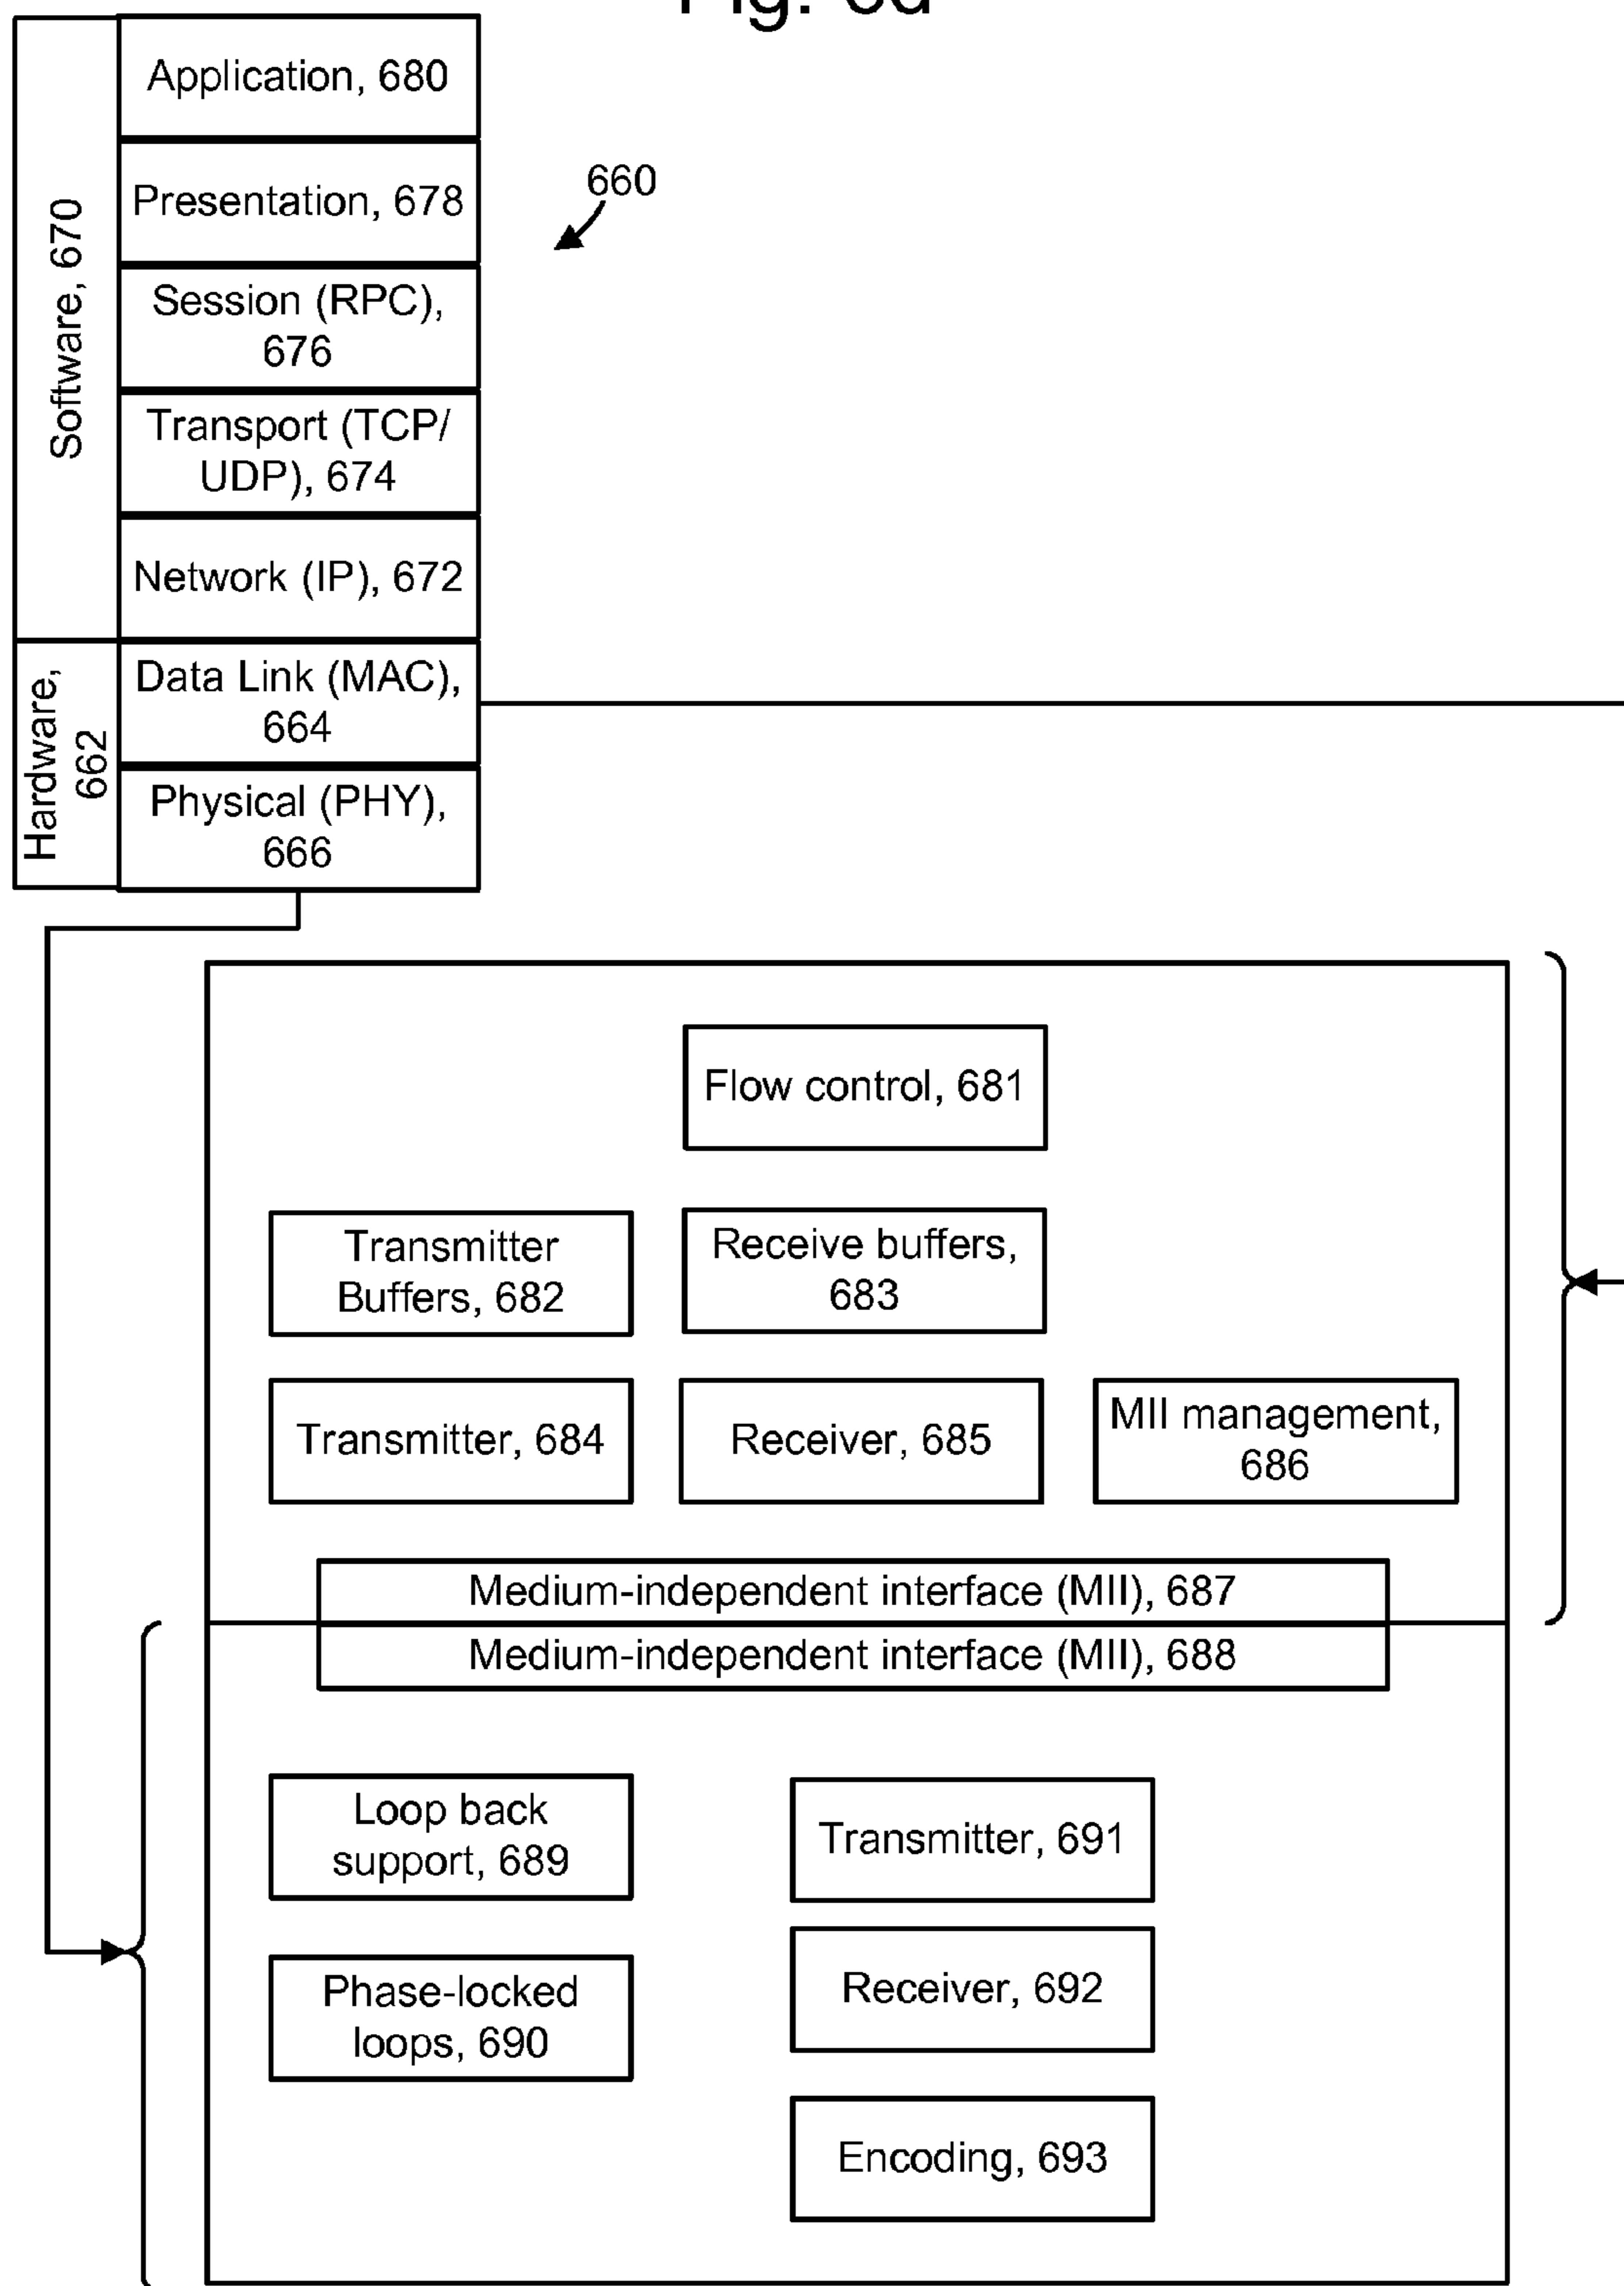 Application, 680
Presentation, 678
660
Session (RPC),
676
Transport (TCP/
UDP), 674
Network (IP), 672
Software, 670
Data Link (MAC),
664
Physical (PHY),
666
Hardware,
662
Flow control, 681
Transmitter
Buffers, 682
Receive buffers,
683
Transmitter, 684
Receiver, 685
MII management,
686
Medium-independent interface (MII), 687
Medium-independent interface (MII), 688
Loop back
support, 689
Transmitter, 691
Phase-locked
loops, 690
Receiver, 692
Encoding, 693